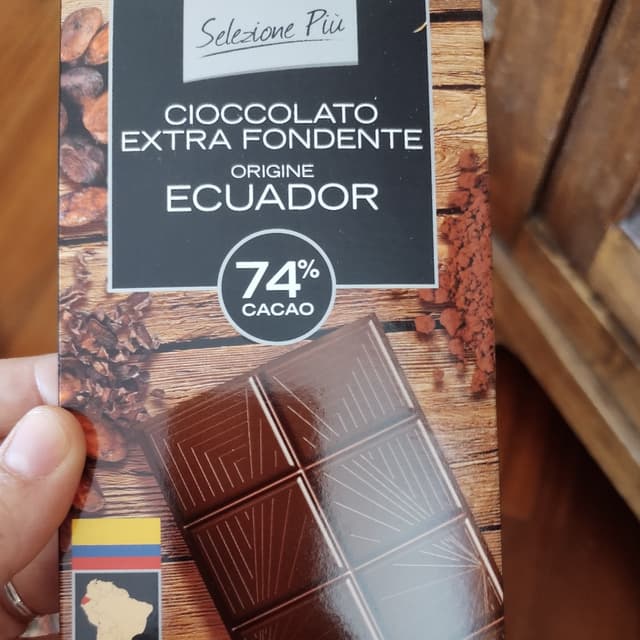 Selezione Più
CIOCCOLATO
EXTRA FONDENTE
ORIGINE
ECUADOR
74%
CACAO